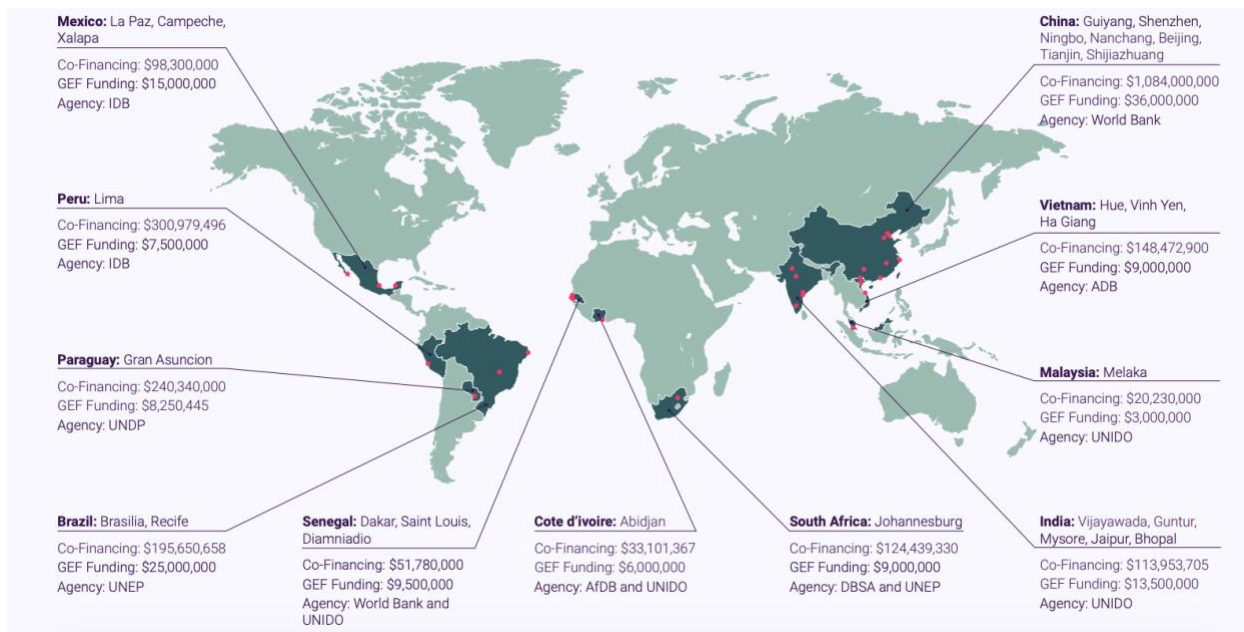 Mexico: La Paz, Campeche,
Xalapa
Co-Financing: $98,300,000
GEF Funding: $15,000,000
Agency: IDB
Peru: Lima
Co-Financing: $300,979,496
GEF Funding: $7,500,000
Agency: IDB
Paraguay: Gran Asuncion
Co-Financing: $240,340,000
GEF Funding: $8,250,445
Agency: UNDP
Brazil: Brasilia, Recife
Co-Financing: $195,650,658
GEF Funding: $25,000,000
Agency: UNEP
Senegal: Dakar, Saint Louis,
Diamniadio
Co-Financing: $51,780,000
GEF Funding: $9,500,000
Agency: World Bank and
UNIDO
Cote d'ivoire: Abidjan
Co-Financing: $33,101,367
GEF Funding: $6,000,000
Agency: AfDB and UNIDO
South Africa: Johannesburg
Co-Financing: $124,439,330
GEF Funding: $9,000,000
Agency: DBSA and UNEP
China: Guiyang, Shenzhen,
Ningbo, Nanchang, Beijing,
Tianjin, Shijiazhuang
Co-Financing: $1,084,000,000
GEF Funding: $36,000,000
Agency: World Bank
Vietnam: Hue, Vinh Yen,
Ha Giang
Co-Financing: $148,472,900
GEF Funding: $9,000,000
Agency: ADB
Malaysia: Melaka
Co-Financing: $20,230,000
GEF Funding: $3,000,000
Agency: UNIDO
India: Vijayawada, Guntur,
Mysore, Jaipur, Bhopal
Co-Financing: $113,953,705
GEF Funding: $13,500,000
Agency: UNIDO